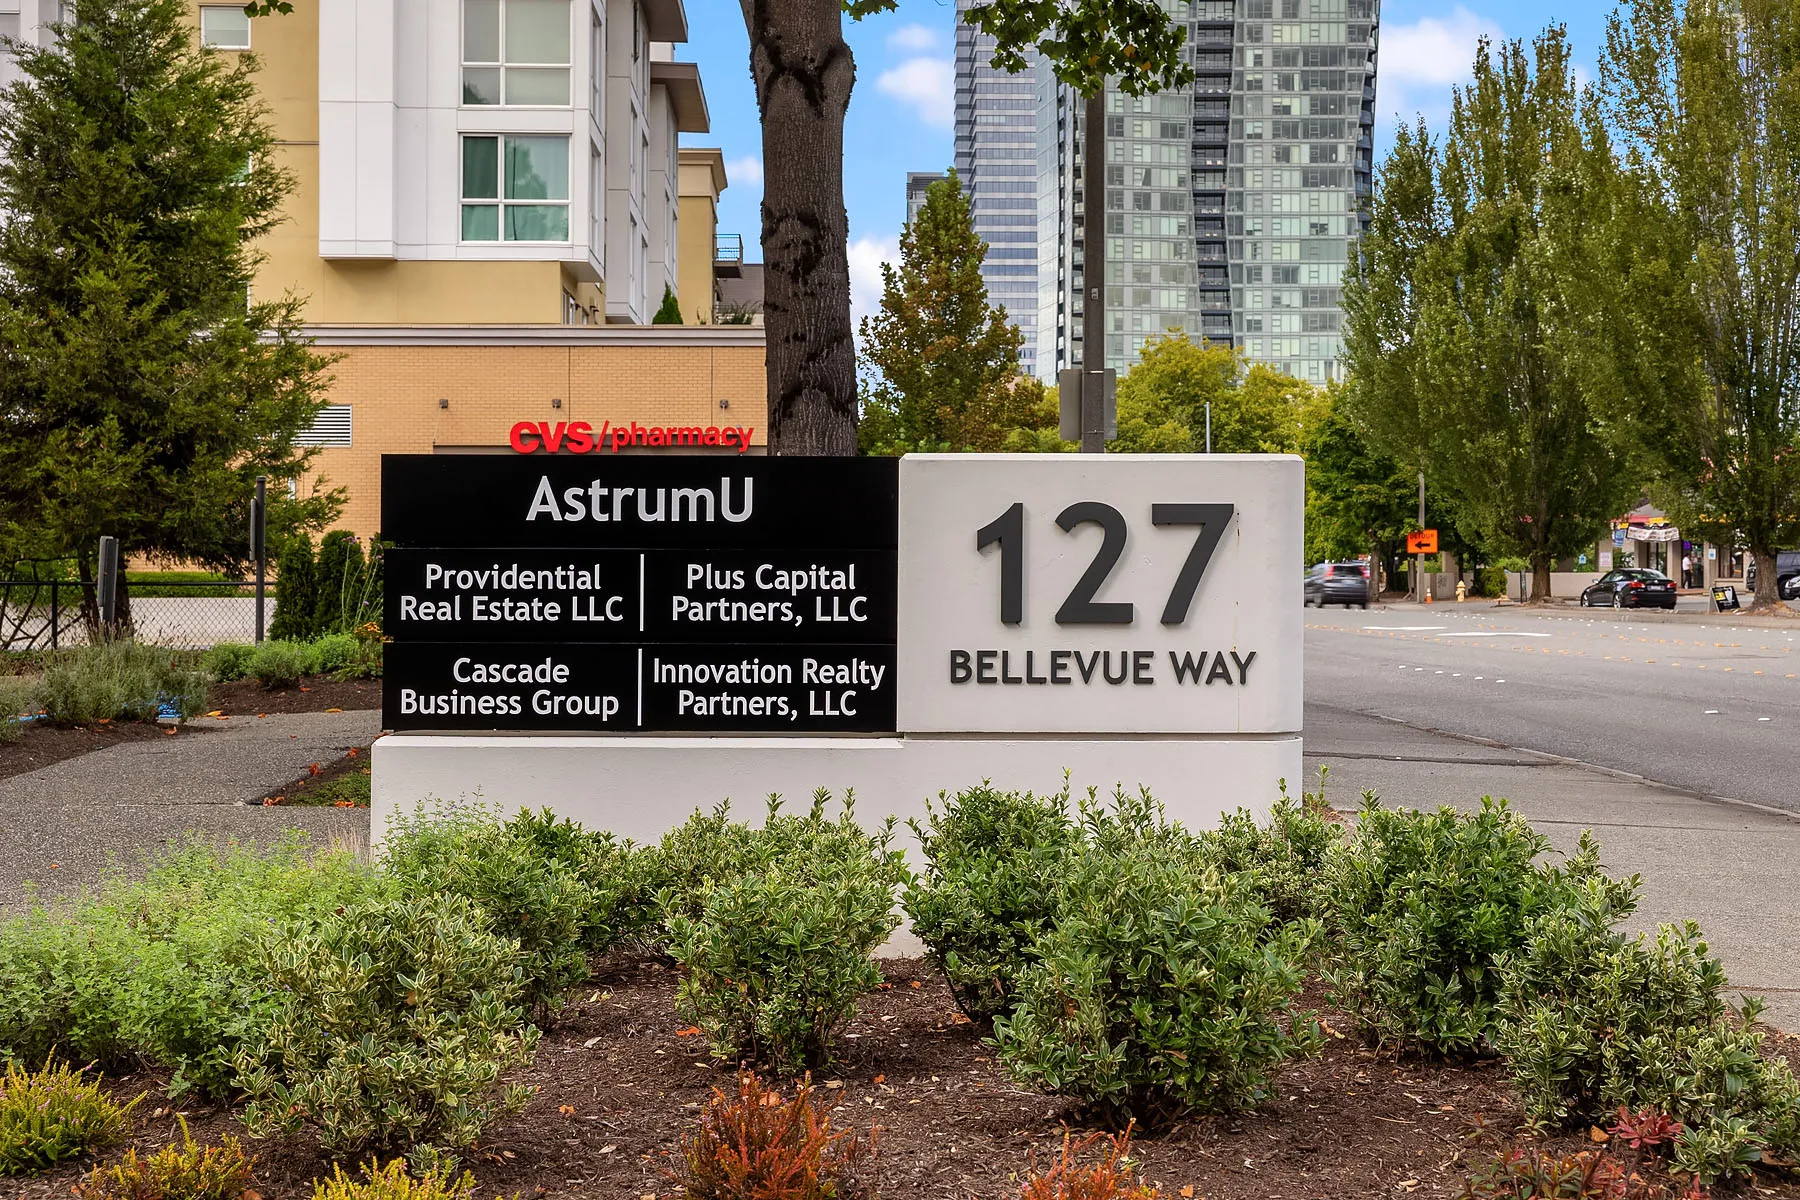 CVS/pharmacy
AstrumU
Providential
Real Estate LLC
Plus Capital
Partners, LLC
Cascade
Business Group
Innovation Realty
Partners, LLC
127
BELLEVUE WAY
DETOUR